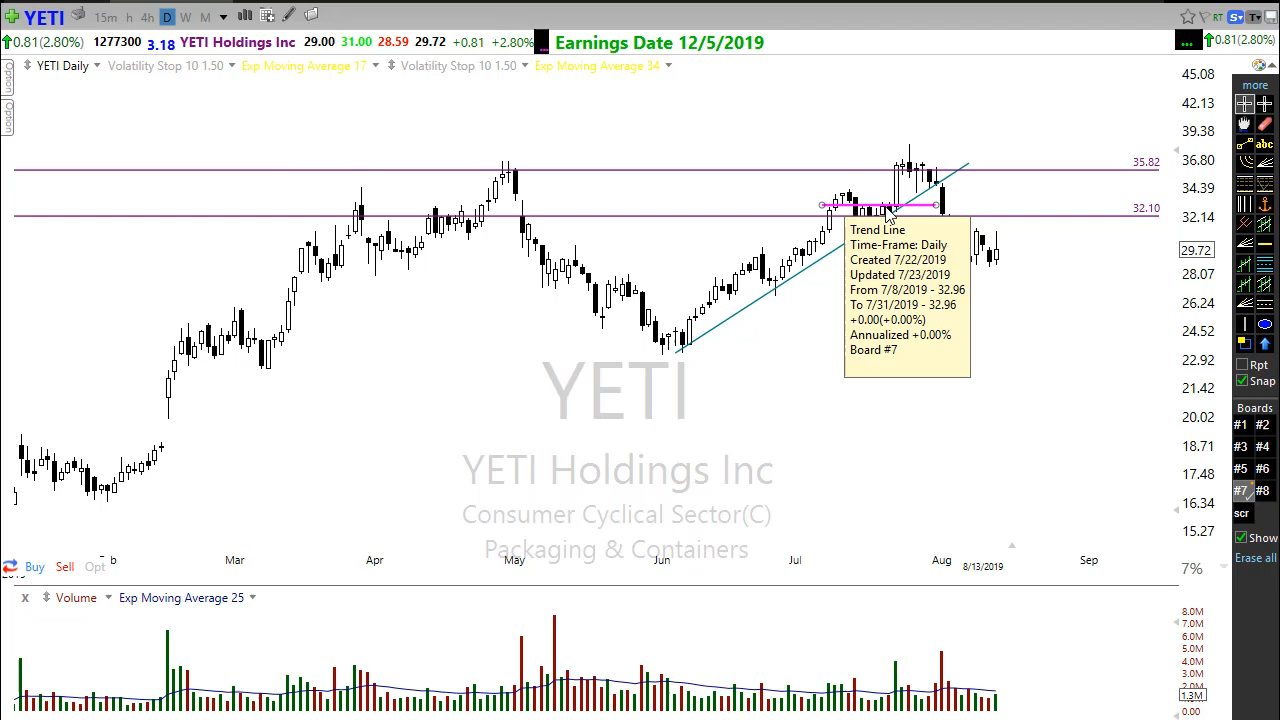 YETI 15m h 4h D W M RT S T
0.81(2.80%) 1277300 3.18 YETI Holdings Inc 29.00 31.00 28.59 29.72 +0.81 +2.80% ... Earnings Date 12/5/2019 ... 0.81(2.80%)
YETI Daily Volatility Stop 10 1.50 Exp Moving Average 17 Volatility Stop 10 1.50 Exp Moving Average 34
Option
Option
45.08
42.13
39.38
36.80
34.39
32.14
29.72
28.07
26.24
24.52
22.92
21.42
20.02
18.71
17.48
16.34
15.27
35.82
32.10
Trend Line
Time-Frame: Daily
Created 7/22/2019
Updated 7/23/2019
From 7/8/2019 - 32.96
To 7/31/2019 - 32.96
+0.00(+0.00%)
Annualized +0.00%
Board #7
YETI
YETI Holdings Inc
Consumer Cyclical Sector(C)
Packaging & Containers
Mar Apr May Jun Jul Aug 8/13/2019 Sep
Buy Sell Opt
7%
x Volume Exp Moving Average 25
8.0M
7.0M
6.0M
5.0M
4.0M
3.0M
1.3M
0.00
more
abc
Rpt
Snap
Boards
#1 #2
#3 #4
#5 #6
#7 #8
scr
Show
Erase all